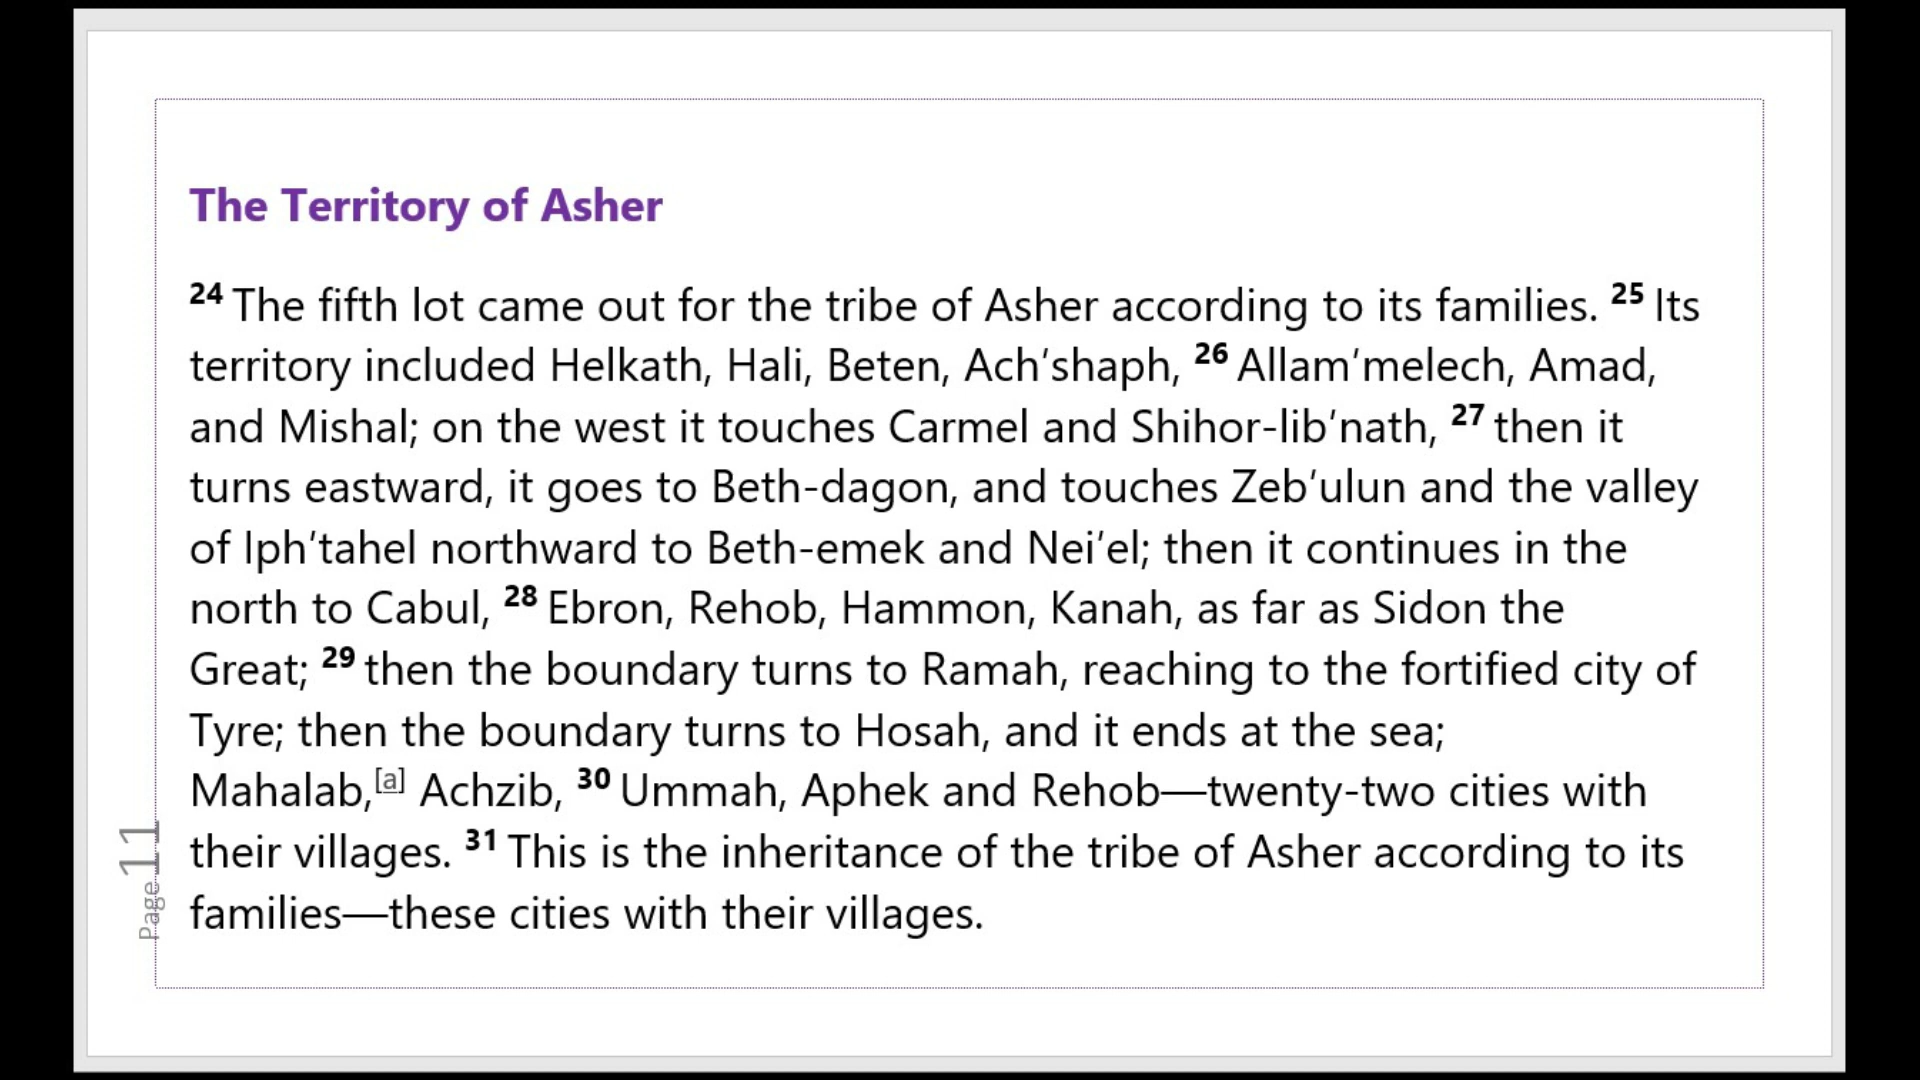 The Territory of Asher
24 The fifth lot came out for the tribe of Asher according to its families. 25 Its
territory included Helkath, Hali, Beten, Ach′shaph, 26 Allam′melech, Amad,
and Mishal; on the west it touches Carmel and Shihor-lib′nath, 27 then it
turns eastward, it goes to Beth-dagon, and touches Zeb′ulun and the valley
of Iph′tahel northward to Beth-emek and Nei′el; then it continues in the
north to Cabul, 28 Ebron, Rehob, Hammon, Kanah, as far as Sidon the
Great; 29 then the boundary turns to Ramah, reaching to the fortified city of
Tyre; then the boundary turns to Hosah, and it ends at the sea;
Mahalab,[a] Achzib, 30 Ummah, Aphek and Rehob—twenty-two cities with
their villages. 31 This is the inheritance of the tribe of Asher according to its
families—these cities with their villages.
Page 11